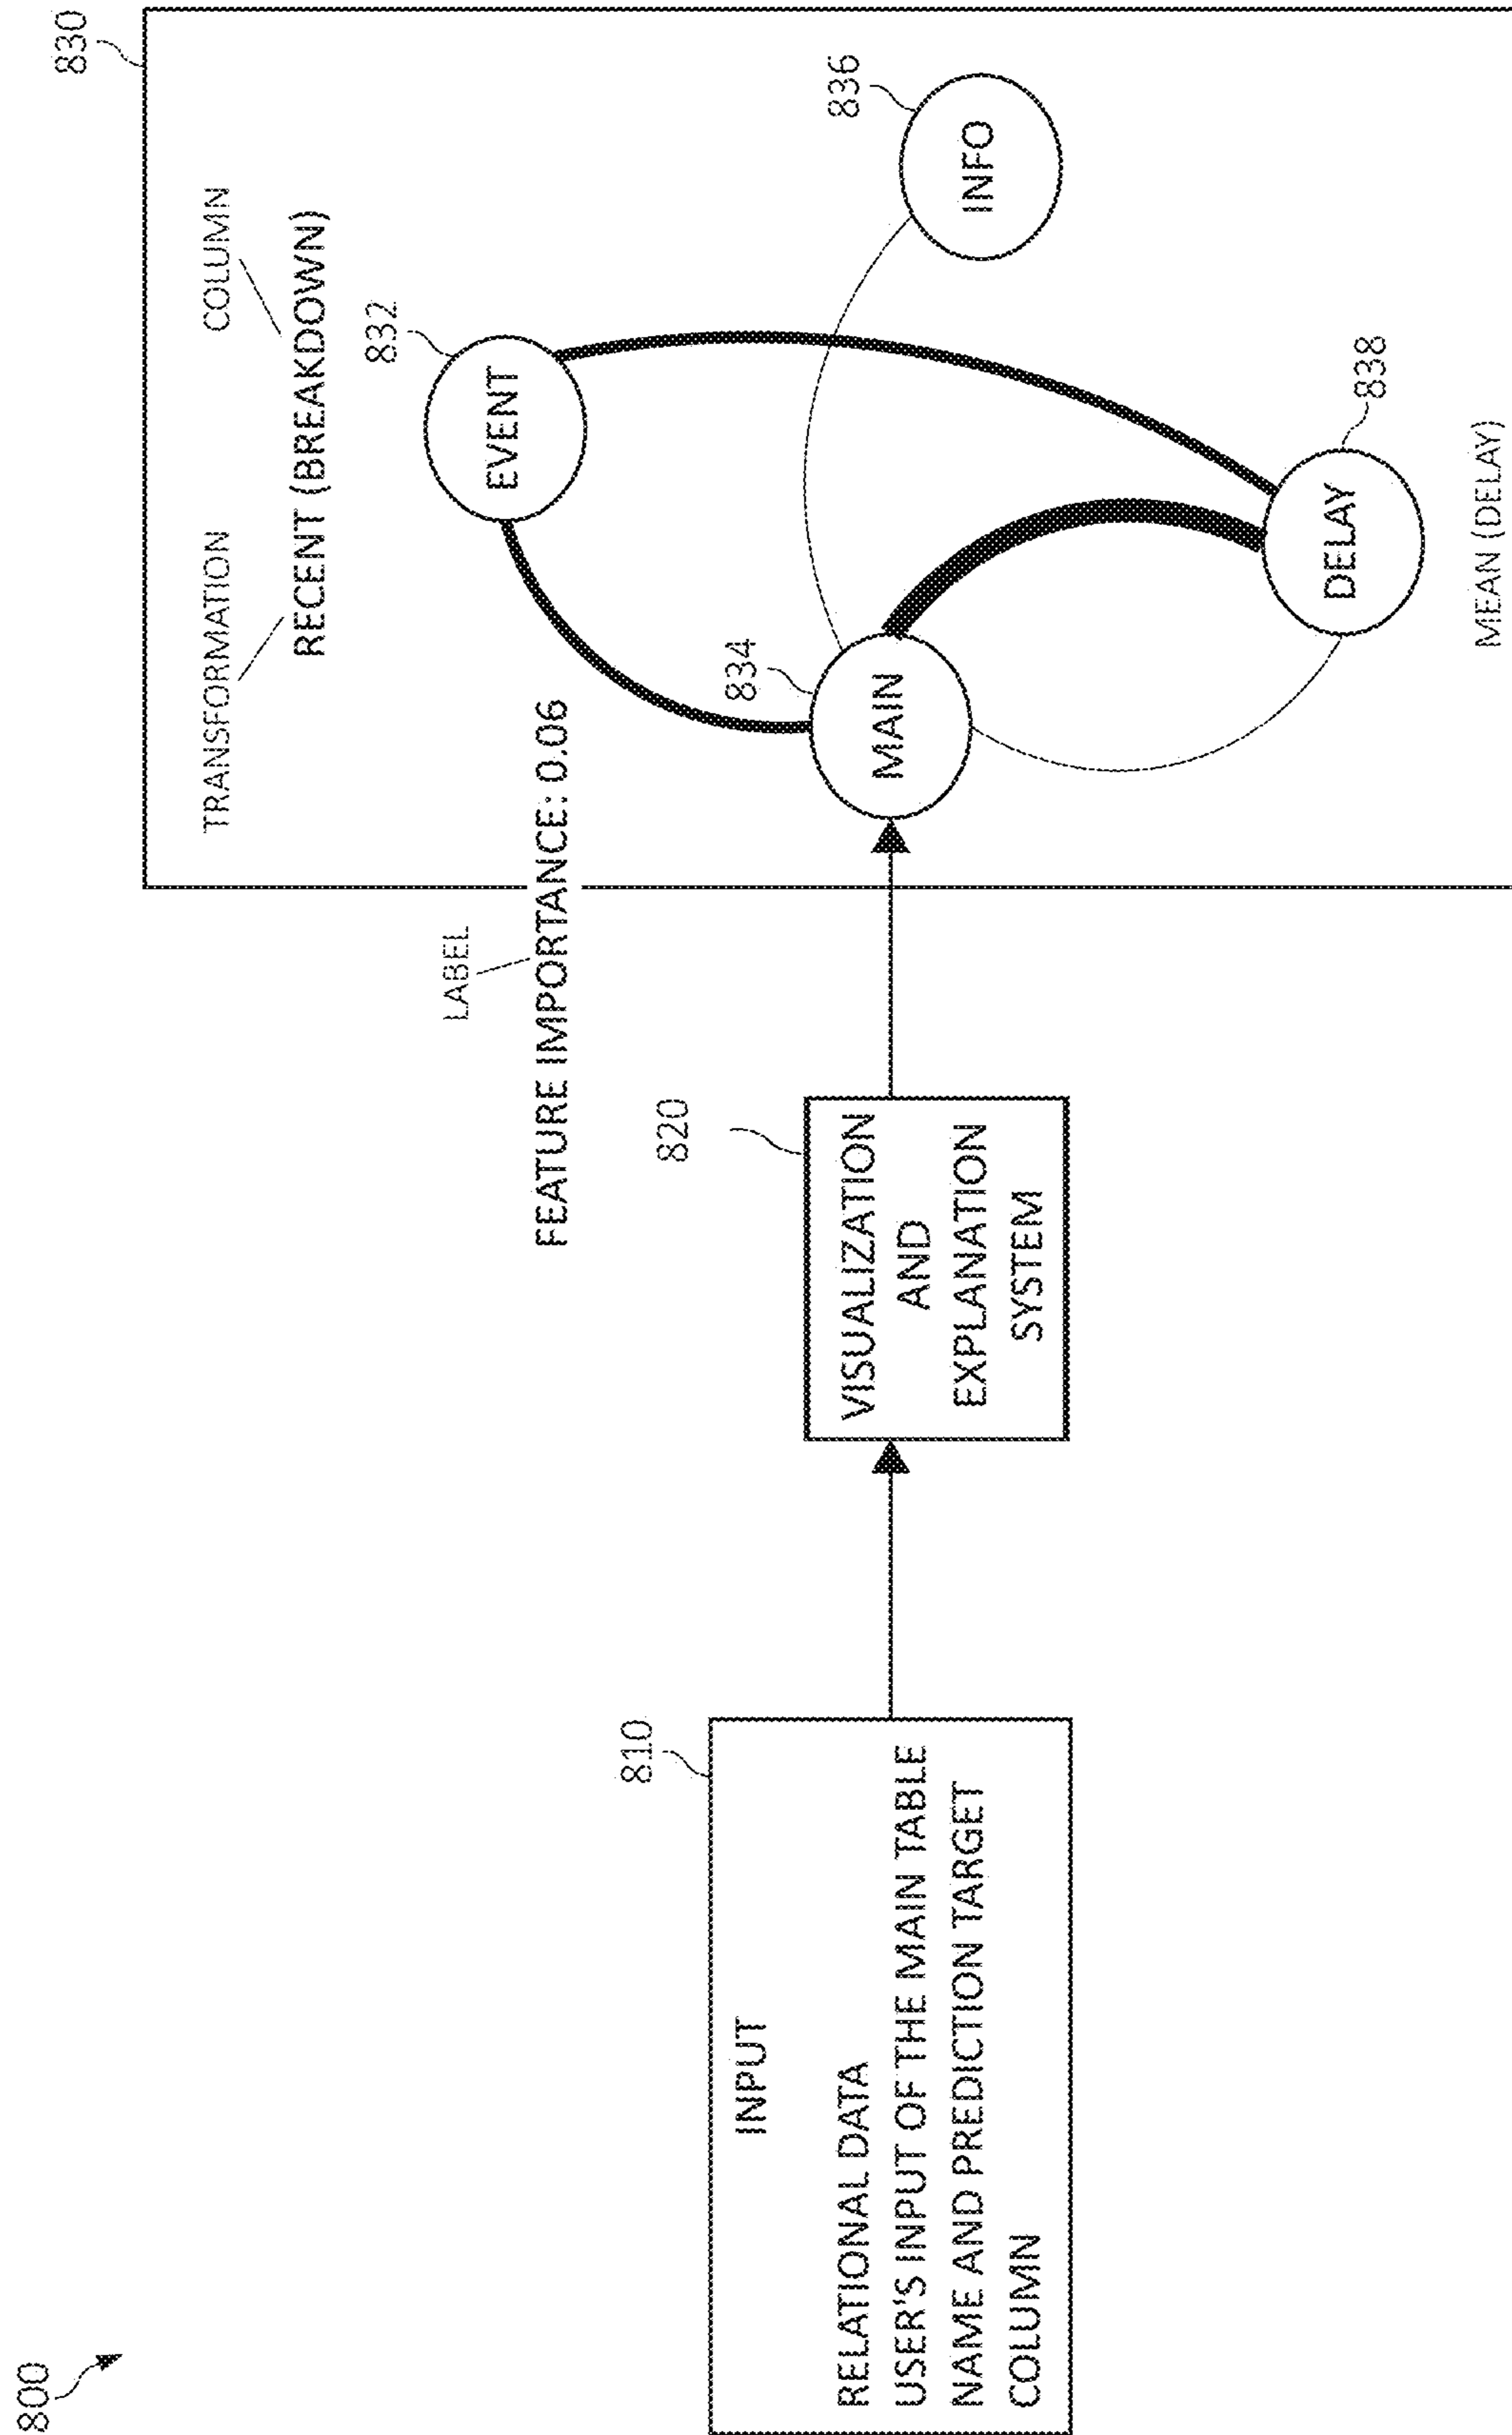 800
810
INPUT
RELATIONAL DATA
USER'S INPUT OF THE MAIN TABLE
NAME AND PREDICTION TARGET
COLUMN
820
VISUALIZATION
AND
EXPLANATION
SYSTEM
LABEL
FEATURE IMPORTANCE: 0.06
830
TRANSFORMATION
COLUMN
RECENT (BREAKDOWN)
832
EVENT
834
MAIN
836
INFO
838
DELAY
MEAN (DELAY)